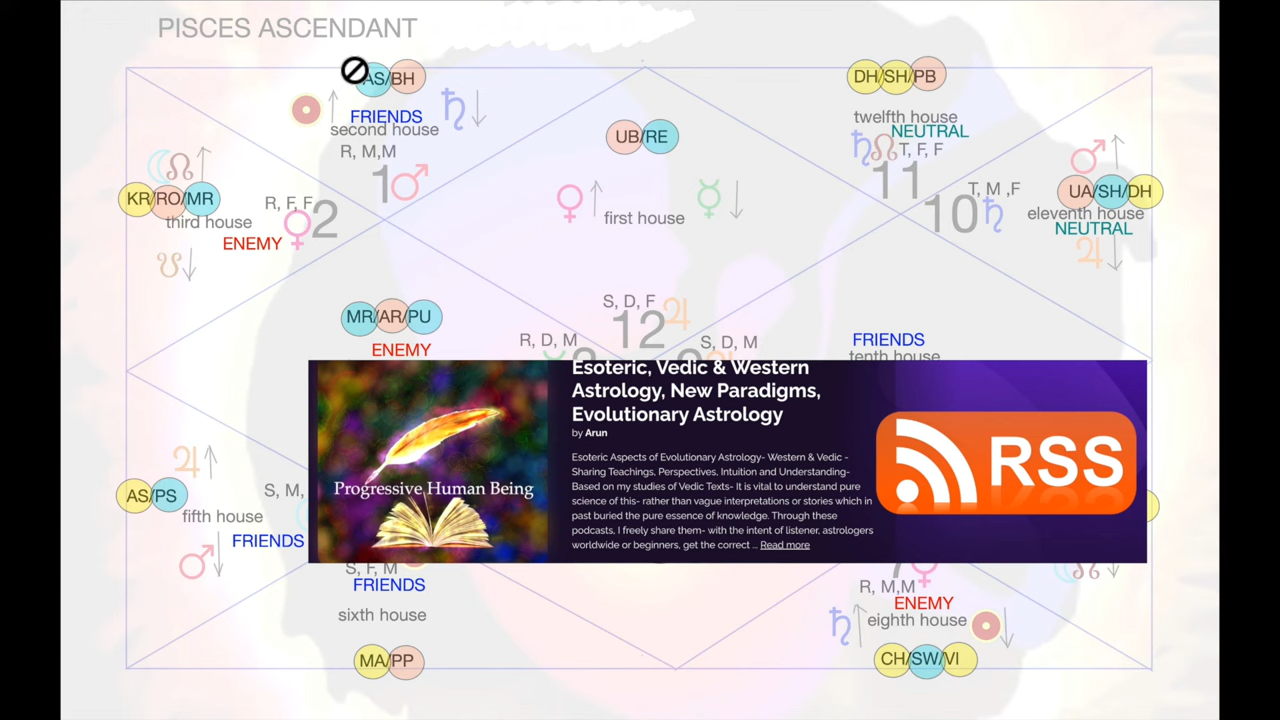 PISCES ASCENDANT
AS/BH
DH/SH/PB
FRIENDS
second house
R, M,M
1
UB/RE
twelfth house
NEUTRAL
T, F, F
11
KR/RO/MR
third house
R, F, F
2
ENEMY
first house
T, M ,F
10
UA/SH/DH
eleventh house
NEUTRAL
MR/AR/PU
ENEMY
S, D, F
12
R, D, M
S, D, M
FRIENDS
tenth house
Esoteric, Vedic & Western
Astrology, New Paradigms,
Evolutionary Astrology
by Arun
Esoteric Aspects of Evolutionary Astrology- Western & Vedic -
Sharing Teachings, Perspectives, Intuition and Understanding-
Based on my studies of Vedic Texts- It is vital to understand pure
science of this- rather than vague interpretations or stories which in
past buried the pure essence of knowledge. Through these
podcasts, I freely share them- with the intent of listener, astrologers
worldwide or beginners, get the correct ... Read more
Progressive Human Being
RSS
AS/PS
S, M,
fifth house
FRIENDS
S, F, M
FRIENDS
sixth house
MA/PP
R, M,M
ENEMY
eighth house
CH/SW/VI